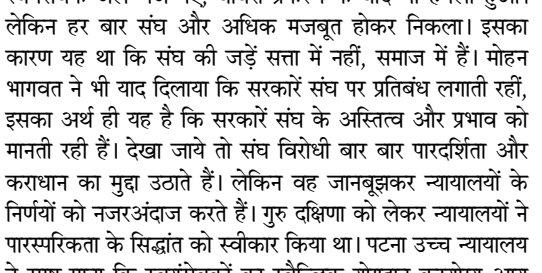 लेकिन हर बार संघ और अधिक मजबूत होकर निकला। इसका
कारण यह था कि संघ की जड़ें सत्ता में नहीं, समाज में हैं। मोहन
भागवत ने भी याद दिलाया कि सरकारें संघ पर प्रतिबंध लगाती रहीं,
इसका अर्थ ही यह है कि सरकारें संघ के अस्तित्व और प्रभाव को
मानती रही हैं। देखा जाये तो संघ विरोधी बार बार पारदर्शिता और
कराधान का मुद्दा उठाते हैं। लेकिन वह जानबूझकर न्यायालयों के
निर्णयों को नजरअंदाज करते हैं। गुरु दक्षिणा को लेकर न्यायालयों ने
पारस्परिकता के सिद्धांत को स्वीकार किया था। पटना उच्च न्यायालय